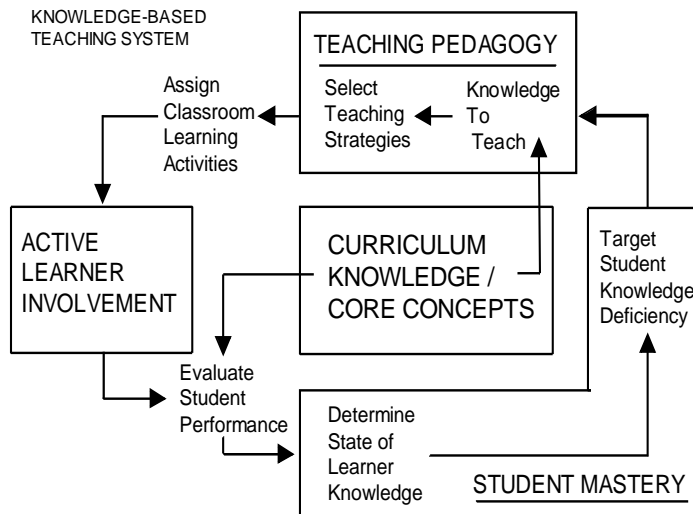 KNOWLEDGE-BASED
TEACHING SYSTEM
TEACHING PEDAGOGY
Select
Teaching
Strategies
Knowledge
To
Teach
Assign
Classroom
Learning
Activities
ACTIVE
LEARNER
INVOLVEMENT
CURRICULUM
KNOWLEDGE /
CORE CONCEPTS
Target
Student
Knowledge
Deficiency
Evaluate
Student
Performance
Determine
State of
Learner
Knowledge
STUDENT MASTERY